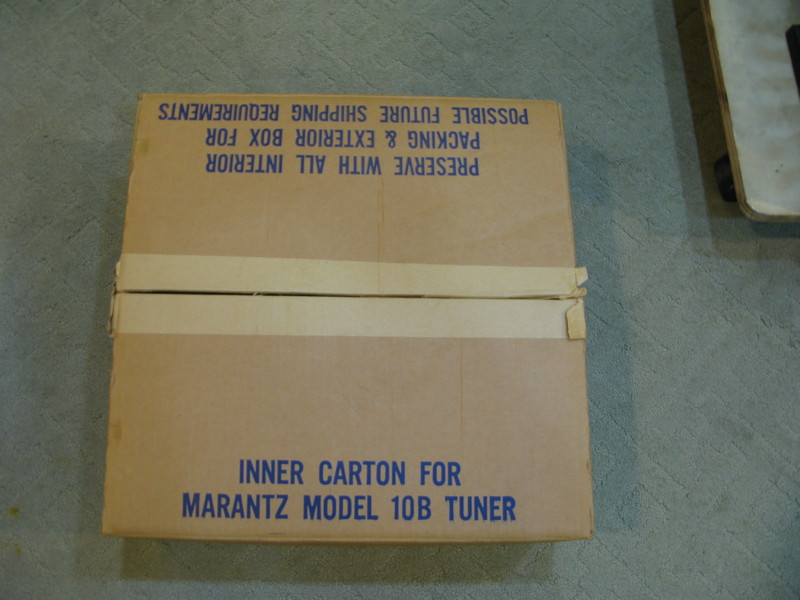 PRESERVE WITH ALL INTERIOR
PACKING & EXTERIOR BOX FOR
POSSIBLE FUTURE SHIPPING REQUIREMENTS
INNER CARTON FOR
MARANTZ MODEL 10B TUNER